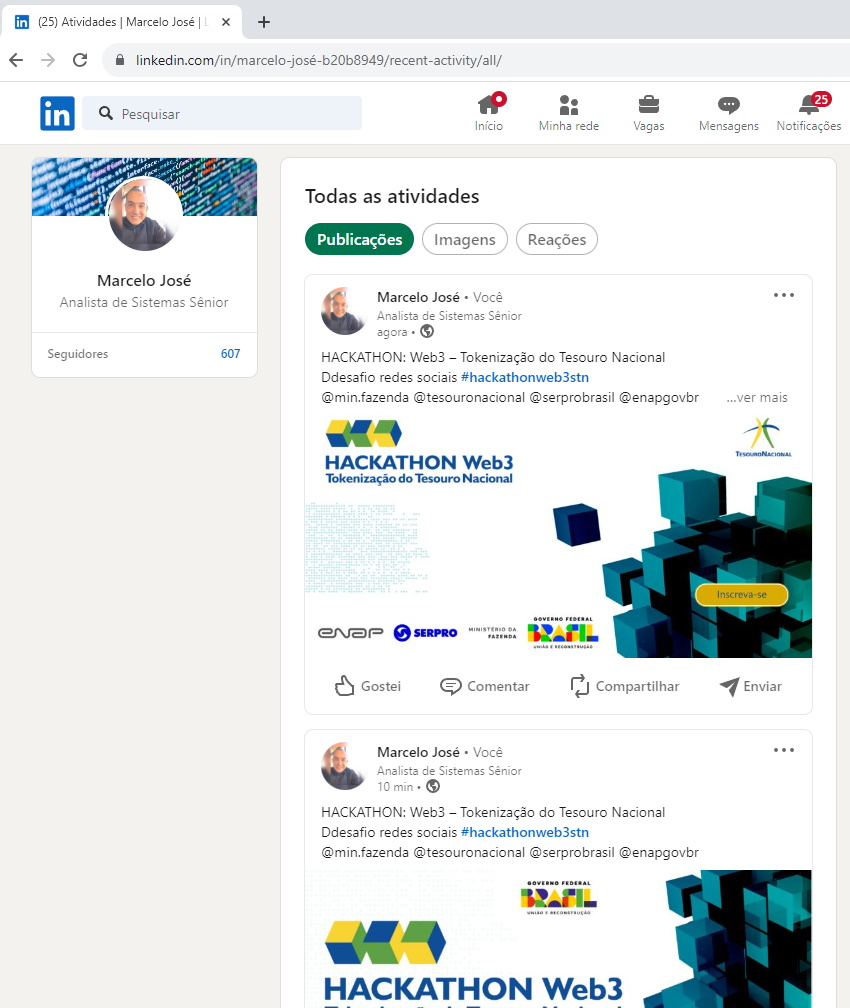 (25) Atividades | Marcelo José |
linkedin.com/in/marcelo-josé-b20b8949/recent-activity/all/
in
Pesquisar
Início
Minha rede
Vagas
Mensagens
25
Notificações
Marcelo José
Analista de Sistemas Sênior
Seguidores 607
Todas as atividades
Publicações Imagens Reações
Marcelo José • Você
Analista de Sistemas Sênior
agora •
HACKATHON: Web3 – Tokenização do Tesouro Nacional
Ddesafio redes sociais #hackathonweb3stn
@min.fazenda @tesouronacional @serprobrasil @enapgovbr ...ver mais
TESOURONACIONAL
HACKATHON Web3
Tokenização do Tesouro Nacional
Inscreva-se
enap
SERPRO
MINISTÉRIO DA
FAZENDA
GOVERNO FEDERAL
BRASIL
UNIÃO E RECONSTRUÇÃO
Gostei Comentar Compartilhar Enviar
Marcelo José • Você
Analista de Sistemas Sênior
10 min •
HACKATHON: Web3 – Tokenização do Tesouro Nacional
Ddesafio redes sociais #hackathonweb3stn
@min.fazenda @tesouronacional @serprobrasil @enapgovbr
GOVERNO FEDERAL
BRASIL
UNIÃO E RECONSTRUÇÃO
HACKATHON Web3
Tokenização do Tesouro Nacional